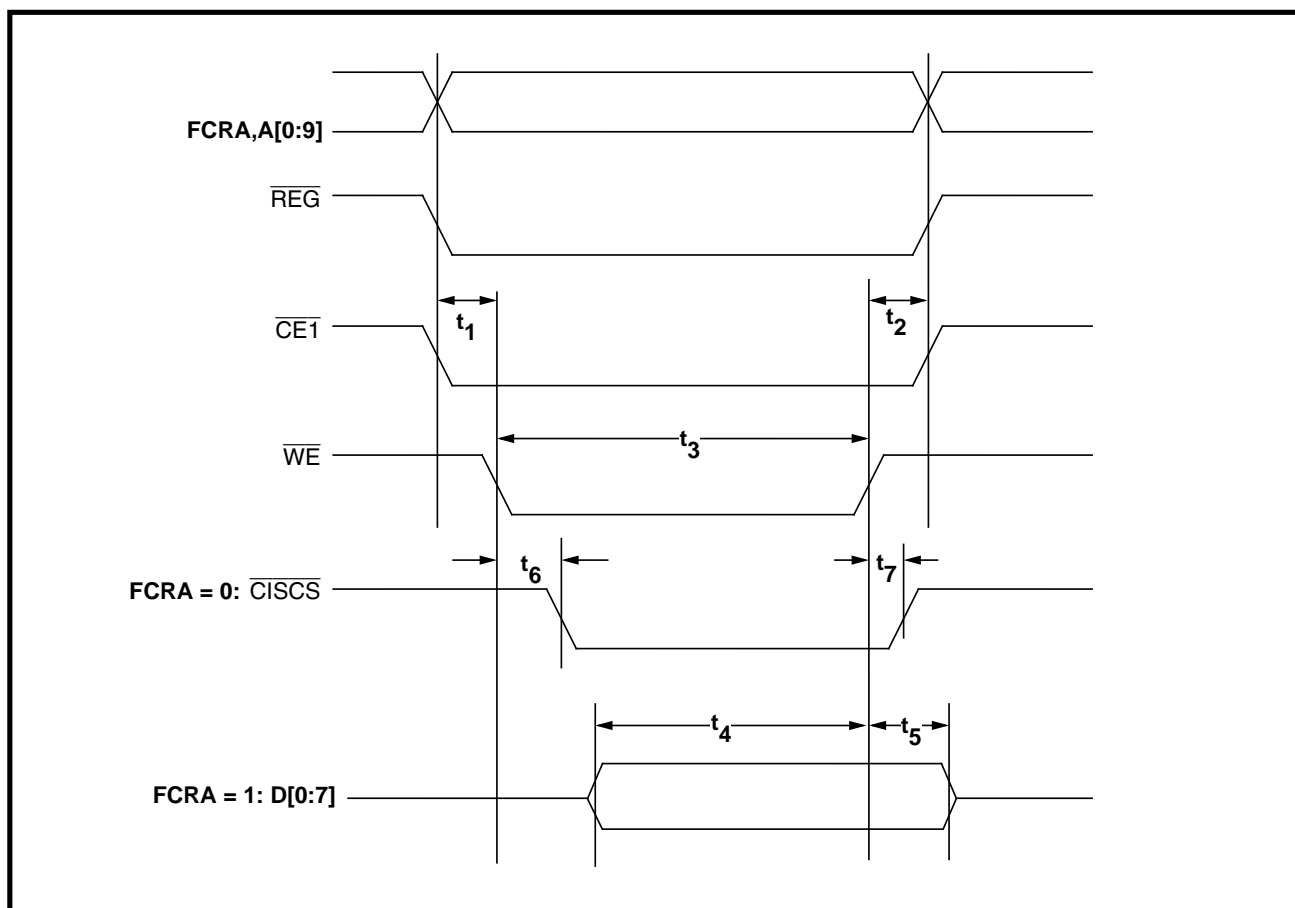 FCRA,A[0:9]
REG
t1
t2
CE1
t3
WE
t6
t7
FCRA = 0: CISCS
t4
t5
FCRA = 1: D[0:7]